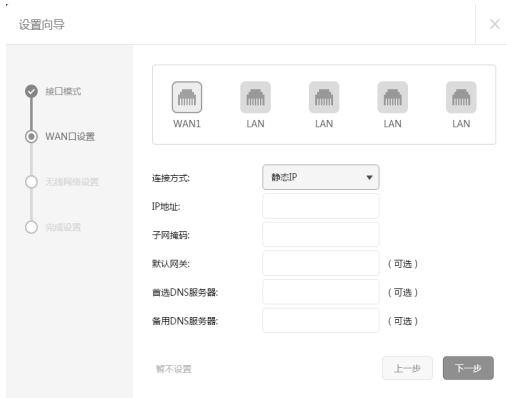 设置向导
接口模式
WAN口设置
无线网络设置
完成设置
WAN1 LAN LAN LAN LAN
连接方式: 静态IP
IP地址:
子网掩码:
默认网关: (可选)
首选DNS服务器: (可选)
备用DNS服务器: (可选)
暂不设置 上一步 下一步